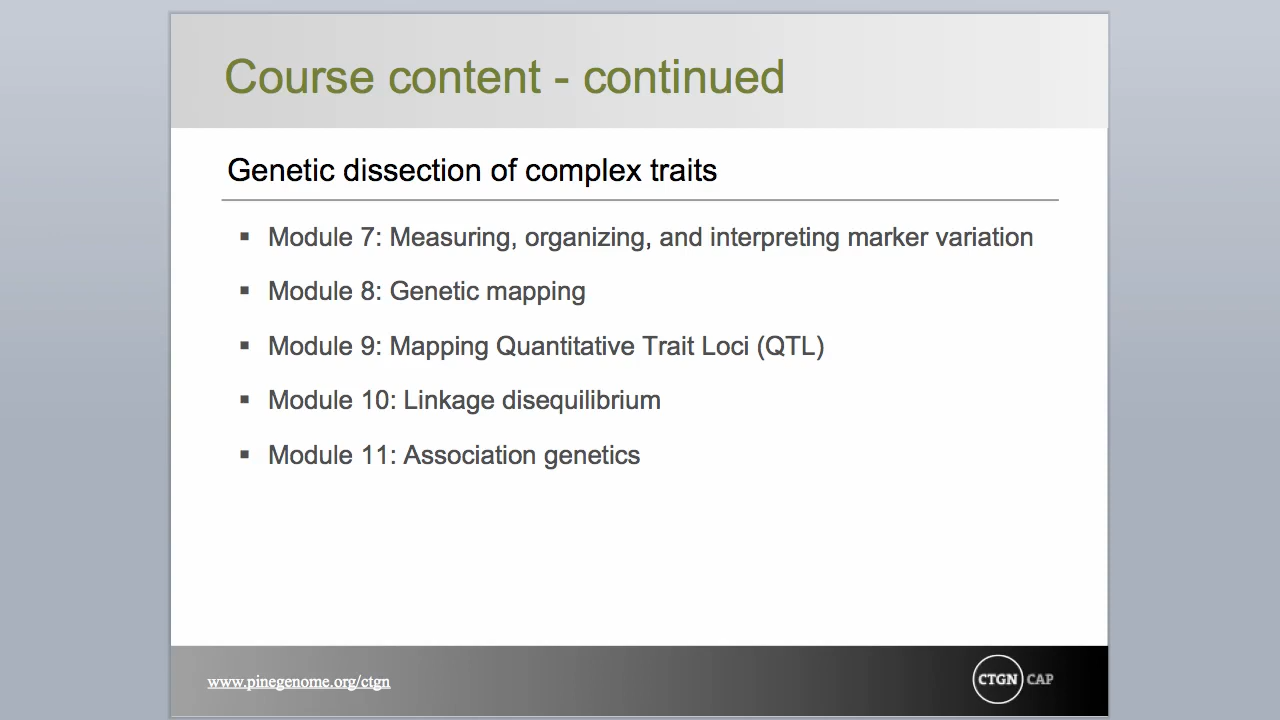 Course content - continued
Genetic dissection of complex traits
▪ Module 7: Measuring, organizing, and interpreting marker variation
▪ Module 8: Genetic mapping
▪ Module 9: Mapping Quantitative Trait Loci (QTL)
▪ Module 10: Linkage disequilibrium
▪ Module 11: Association genetics
www.pinegenome.org/ctgn
CTGN CAP